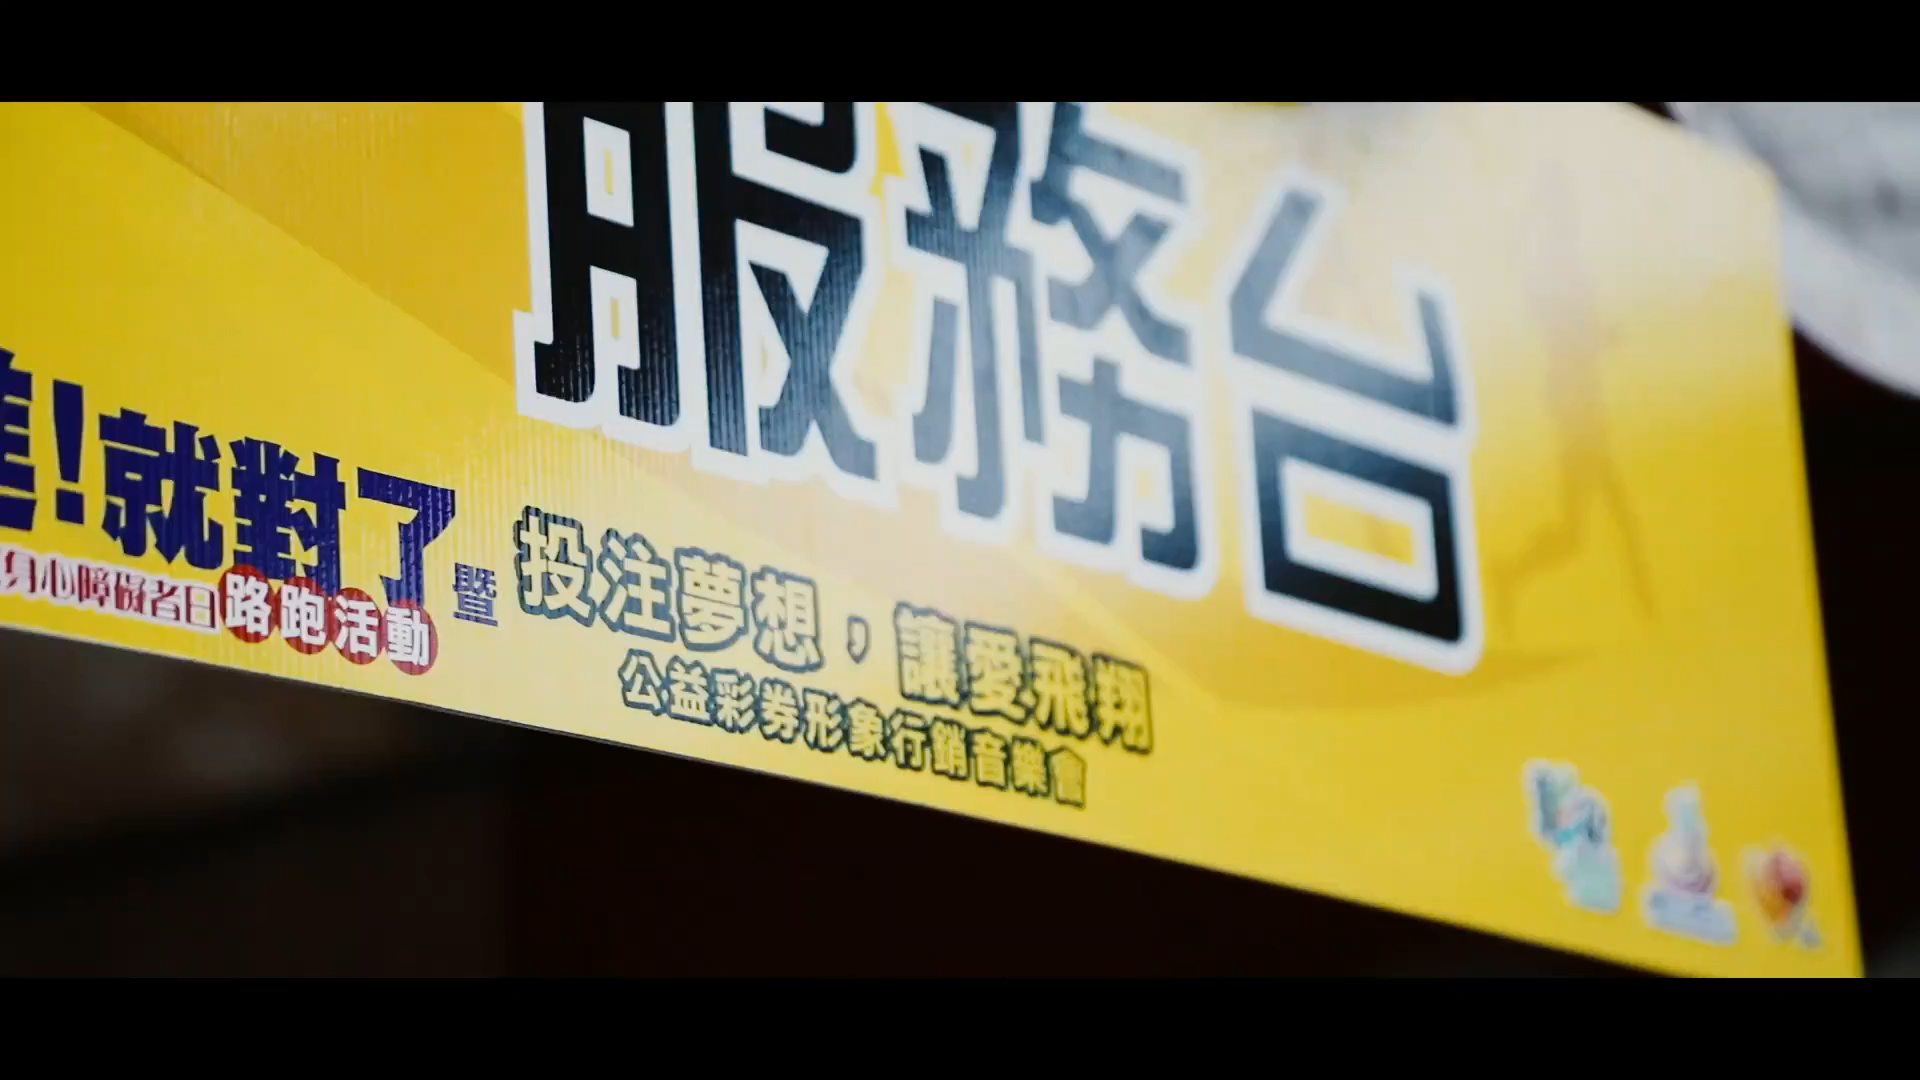 服務台
進!就對了
身心障礙者日路跑活動
暨
投注夢想，讓愛飛翔
公益彩券形象行銷音樂會